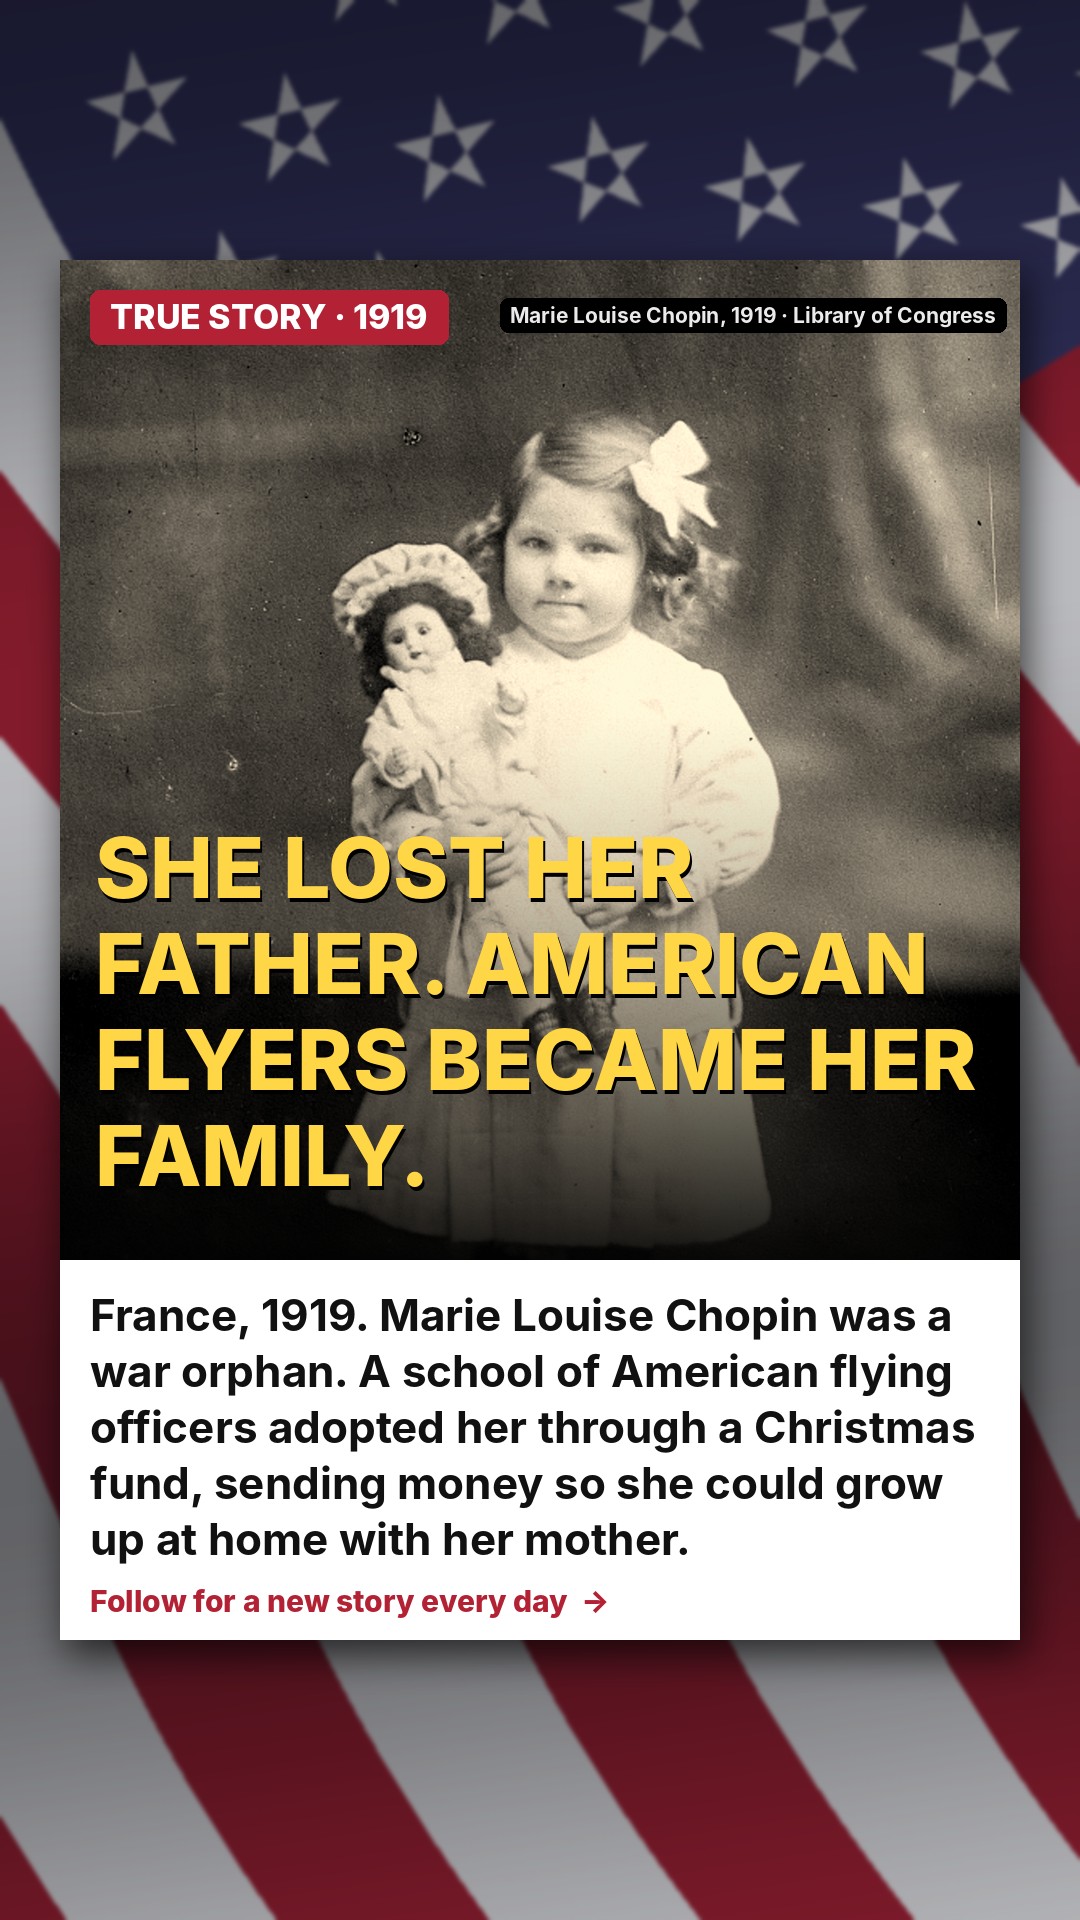 TRUE STORY · 1919
Marie Louise Chopin, 1919 · Library of Congress
SHE LOST HER
FATHER. AMERICAN
FLYERS BECAME HER
FAMILY.
France, 1919. Marie Louise Chopin was a
war orphan. A school of American flying
officers adopted her through a Christmas
fund, sending money so she could grow
up at home with her mother.
Follow for a new story every day →